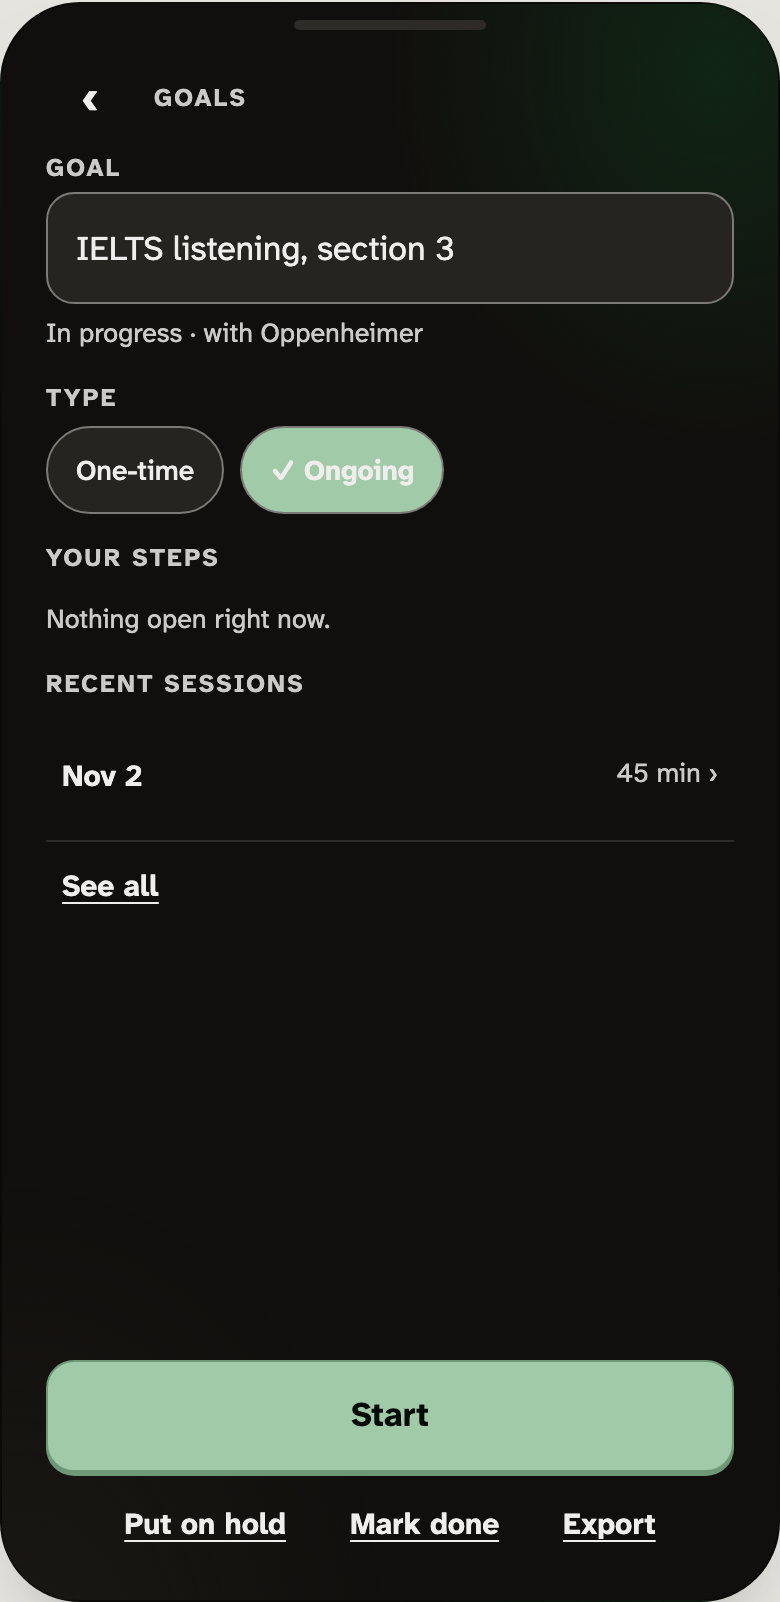 ‹ GOALS
GOAL
IELTS listening, section 3
In progress · with Oppenheimer
TYPE
One-time ✓ Ongoing
YOUR STEPS
Nothing open right now.
RECENT SESSIONS
Nov 2 45 min ›
See all
Start
Put on hold Mark done Export